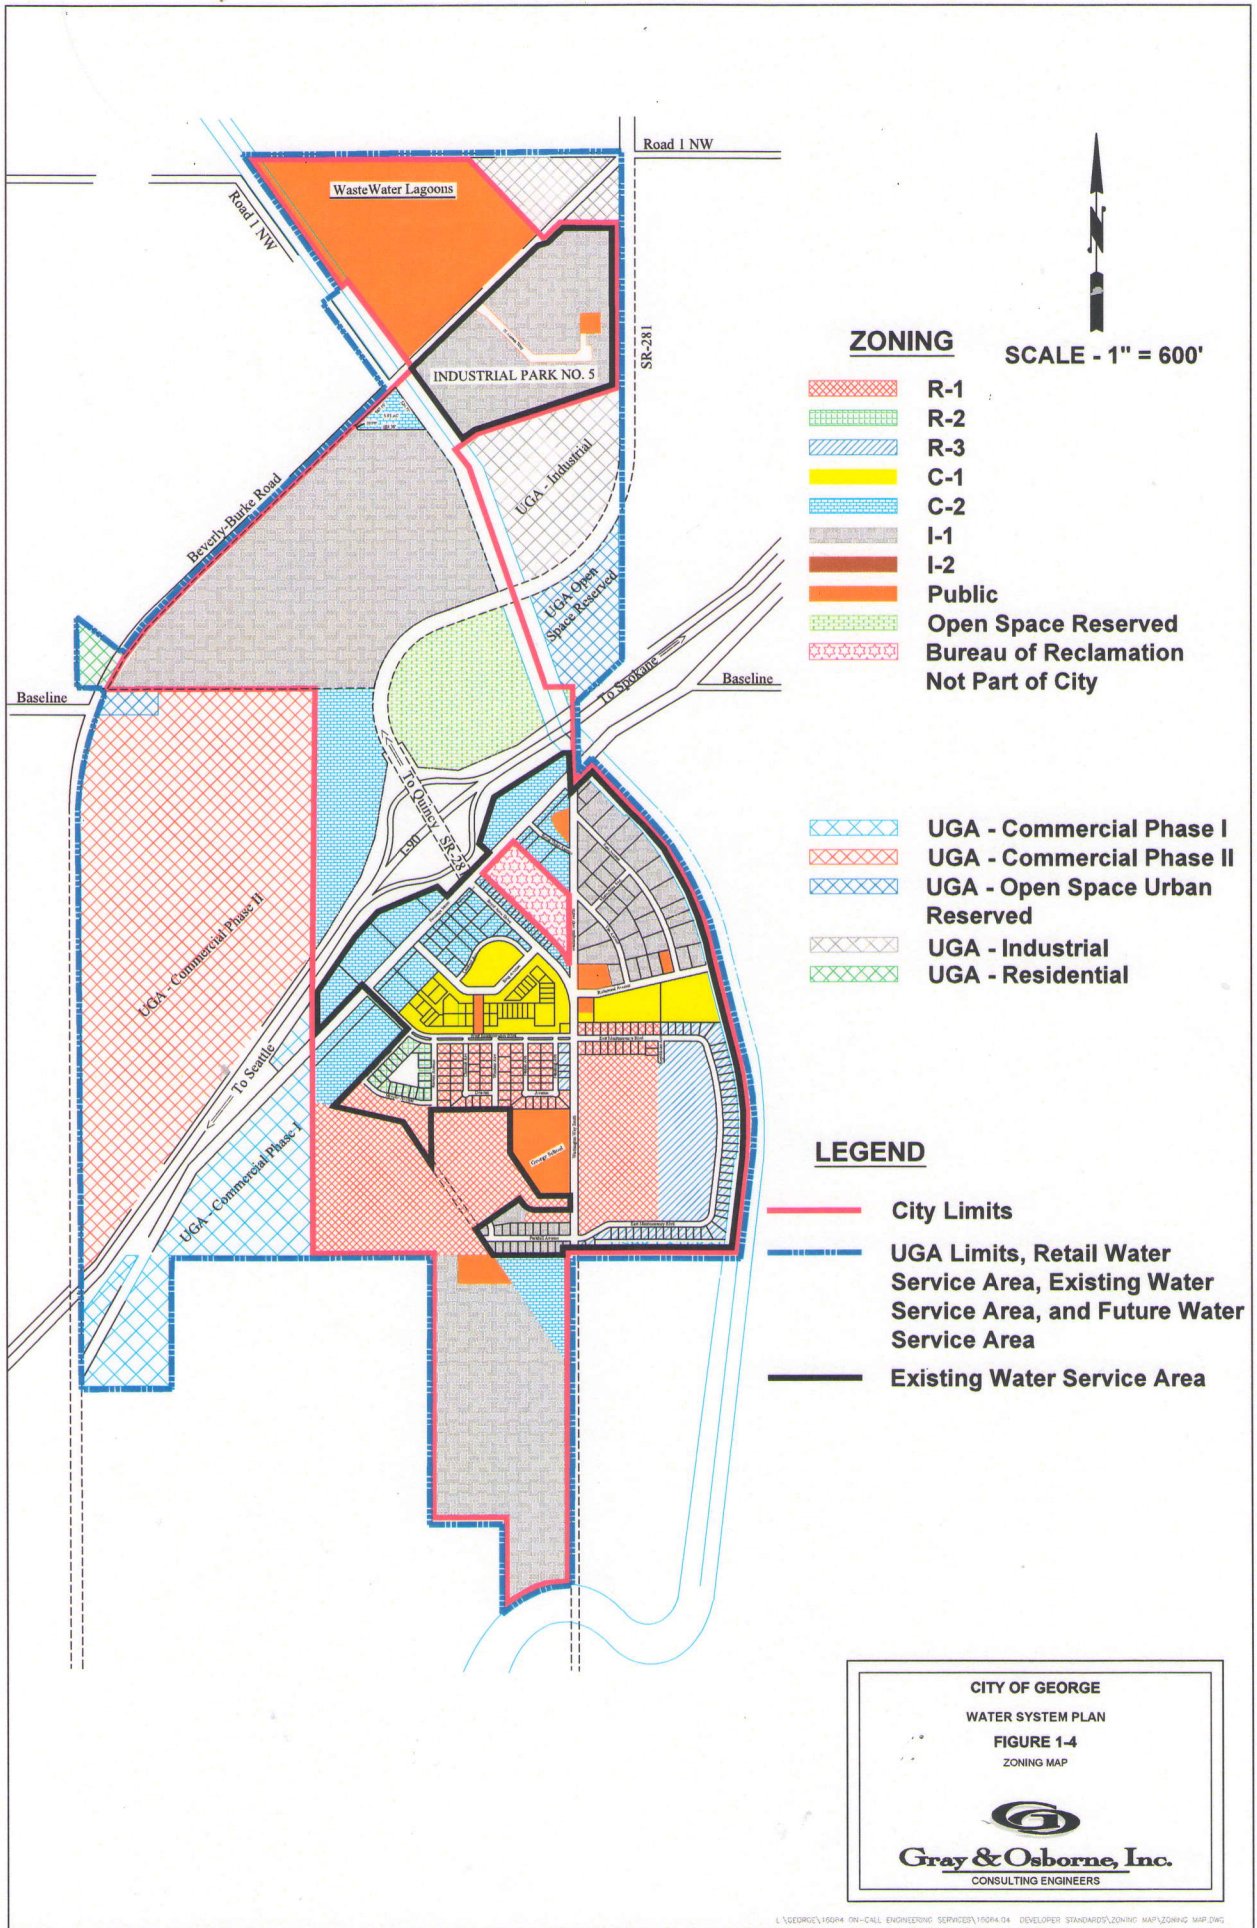 Road 1 NW
WasteWater Lagoons
Road 1 NW
SR-281
INDUSTRIAL PARK NO. 5
UGA - Industrial
Beverly-Burke Road
UGA Open
Space Reserved
To Spokane
Baseline
Baseline
To Quincy SR-281
I-90
UGA - Commercial Phase II
To Seattle
UGA - Commercial Phase I
George School
ZONING
SCALE - 1" = 600'
N
R-1
R-2
R-3
C-1
C-2
I-1
I-2
Public
Open Space Reserved
Bureau of Reclamation
Not Part of City
UGA - Commercial Phase I
UGA - Commercial Phase II
UGA - Open Space Urban
Reserved
UGA - Industrial
UGA - Residential
LEGEND
City Limits
UGA Limits, Retail Water
Service Area, Existing Water
Service Area, and Future Water
Service Area
Existing Water Service Area
CITY OF GEORGE
WATER SYSTEM PLAN
FIGURE 1-4
ZONING MAP
GO
Gray & Osborne, Inc.
CONSULTING ENGINEERS